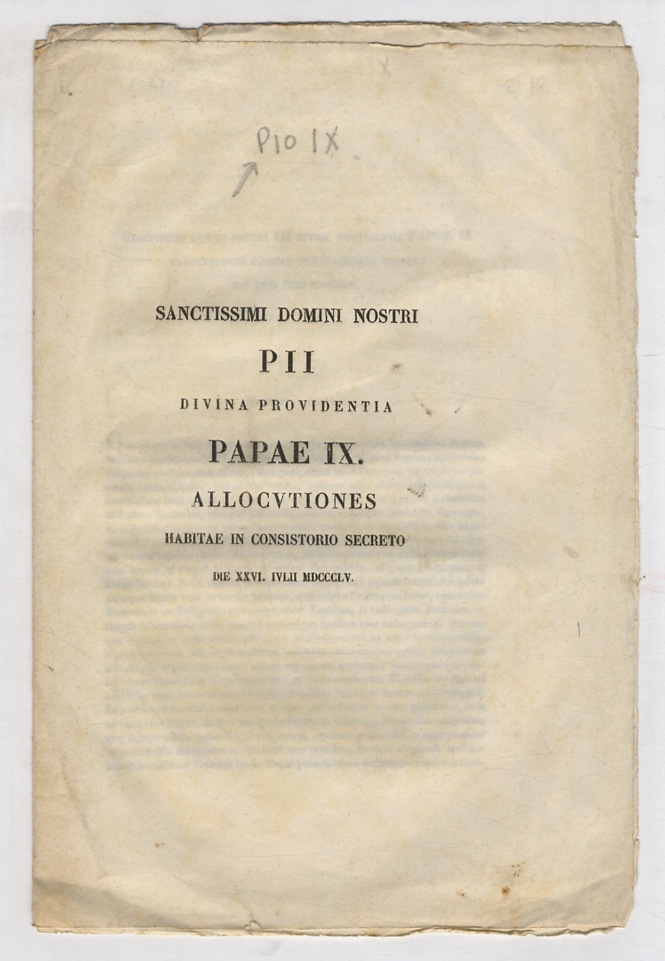 PIO IX
SANCTISSIMI DOMINI NOSTRI
PII
DIVINA PROVIDENTIA
PAPAE IX.
ALLOCVTIONES
HABITAE IN CONSISTORIO SECRETO
DIE XXVI. IVLII MDCCCLV.